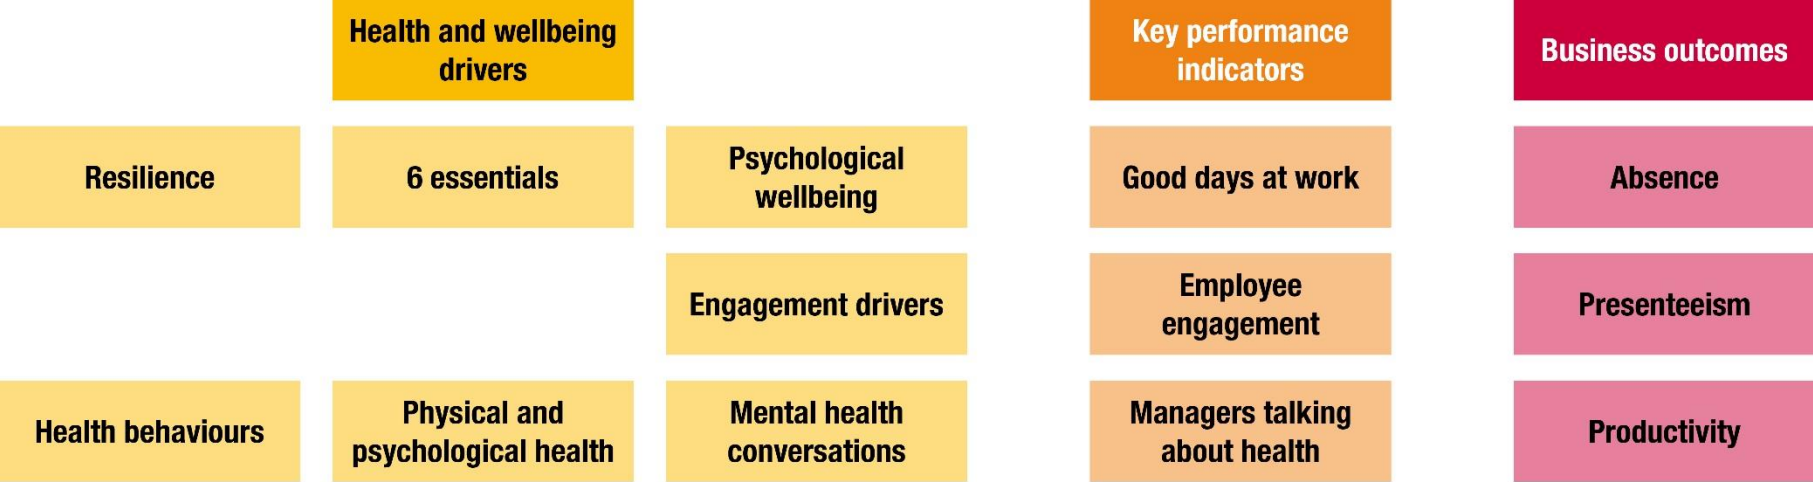 Health and wellbeing
drivers
Key performance
indicators
Business outcomes
Resilience
6 essentials
Psychological
wellbeing
Good days at work
Absence
Engagement drivers
Employee
engagement
Presenteeism
Health behaviours
Physical and
psychological health
Mental health
conversations
Managers talking
about health
Productivity